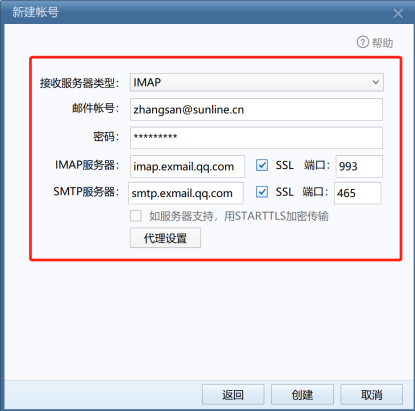 新建帐号
帮助
接收服务器类型: IMAP
邮件帐号: zhangsan@sunline.cn
密码: *********
IMAP服务器: imap.exmail.qq.com SSL 端口: 993
SMTP服务器: smtp.exmail.qq.com SSL 端口: 465
如服务器支持，用STARTTLS加密传输
代理设置
返回 创建 取消